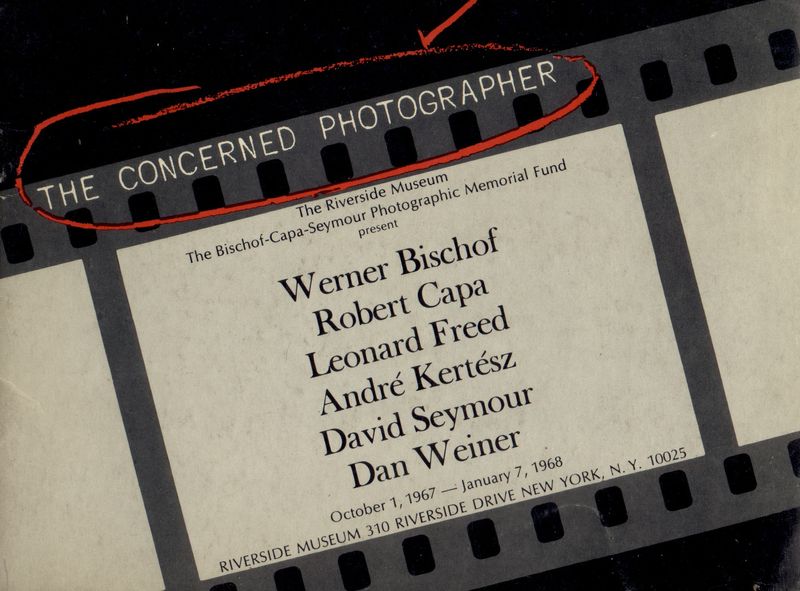 THE CONCERNED PHOTOGRAPHER
The Riverside Museum
The Bischof-Capa-Seymour Photographic Memorial Fund
present
Werner Bischof
Robert Capa
Leonard Freed
André Kertész
David Seymour
Dan Weiner
October 1, 1967 — January 7, 1968
RIVERSIDE MUSEUM 310 RIVERSIDE DRIVE NEW YORK, N.Y. 10025